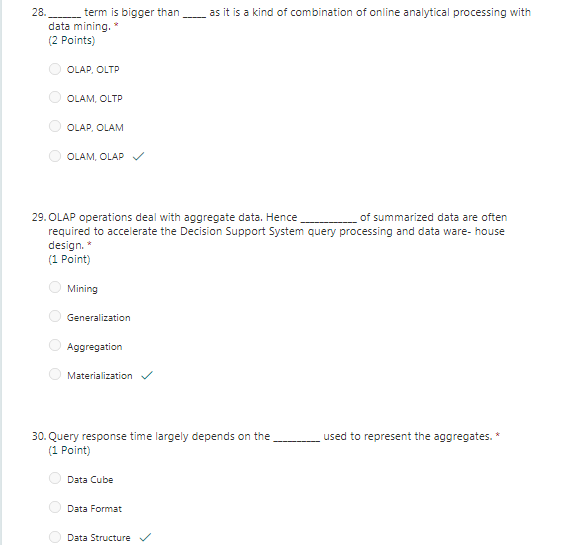 28. ______ term is bigger than _____ as it is a kind of combination of online analytical processing with
data mining. *
(2 Points)
OLAP, OLTP
OLAM, OLTP
OLAP, OLAM
OLAM, OLAP ✓
29. OLAP operations deal with aggregate data. Hence ____________ of summarized data are often
required to accelerate the Decision Support System query processing and data ware- house
design. *
(1 Point)
Mining
Generalization
Aggregation
Materialization ✓
30. Query response time largely depends on the __________ used to represent the aggregates. *
(1 Point)
Data Cube
Data Format
Data Structure ✓